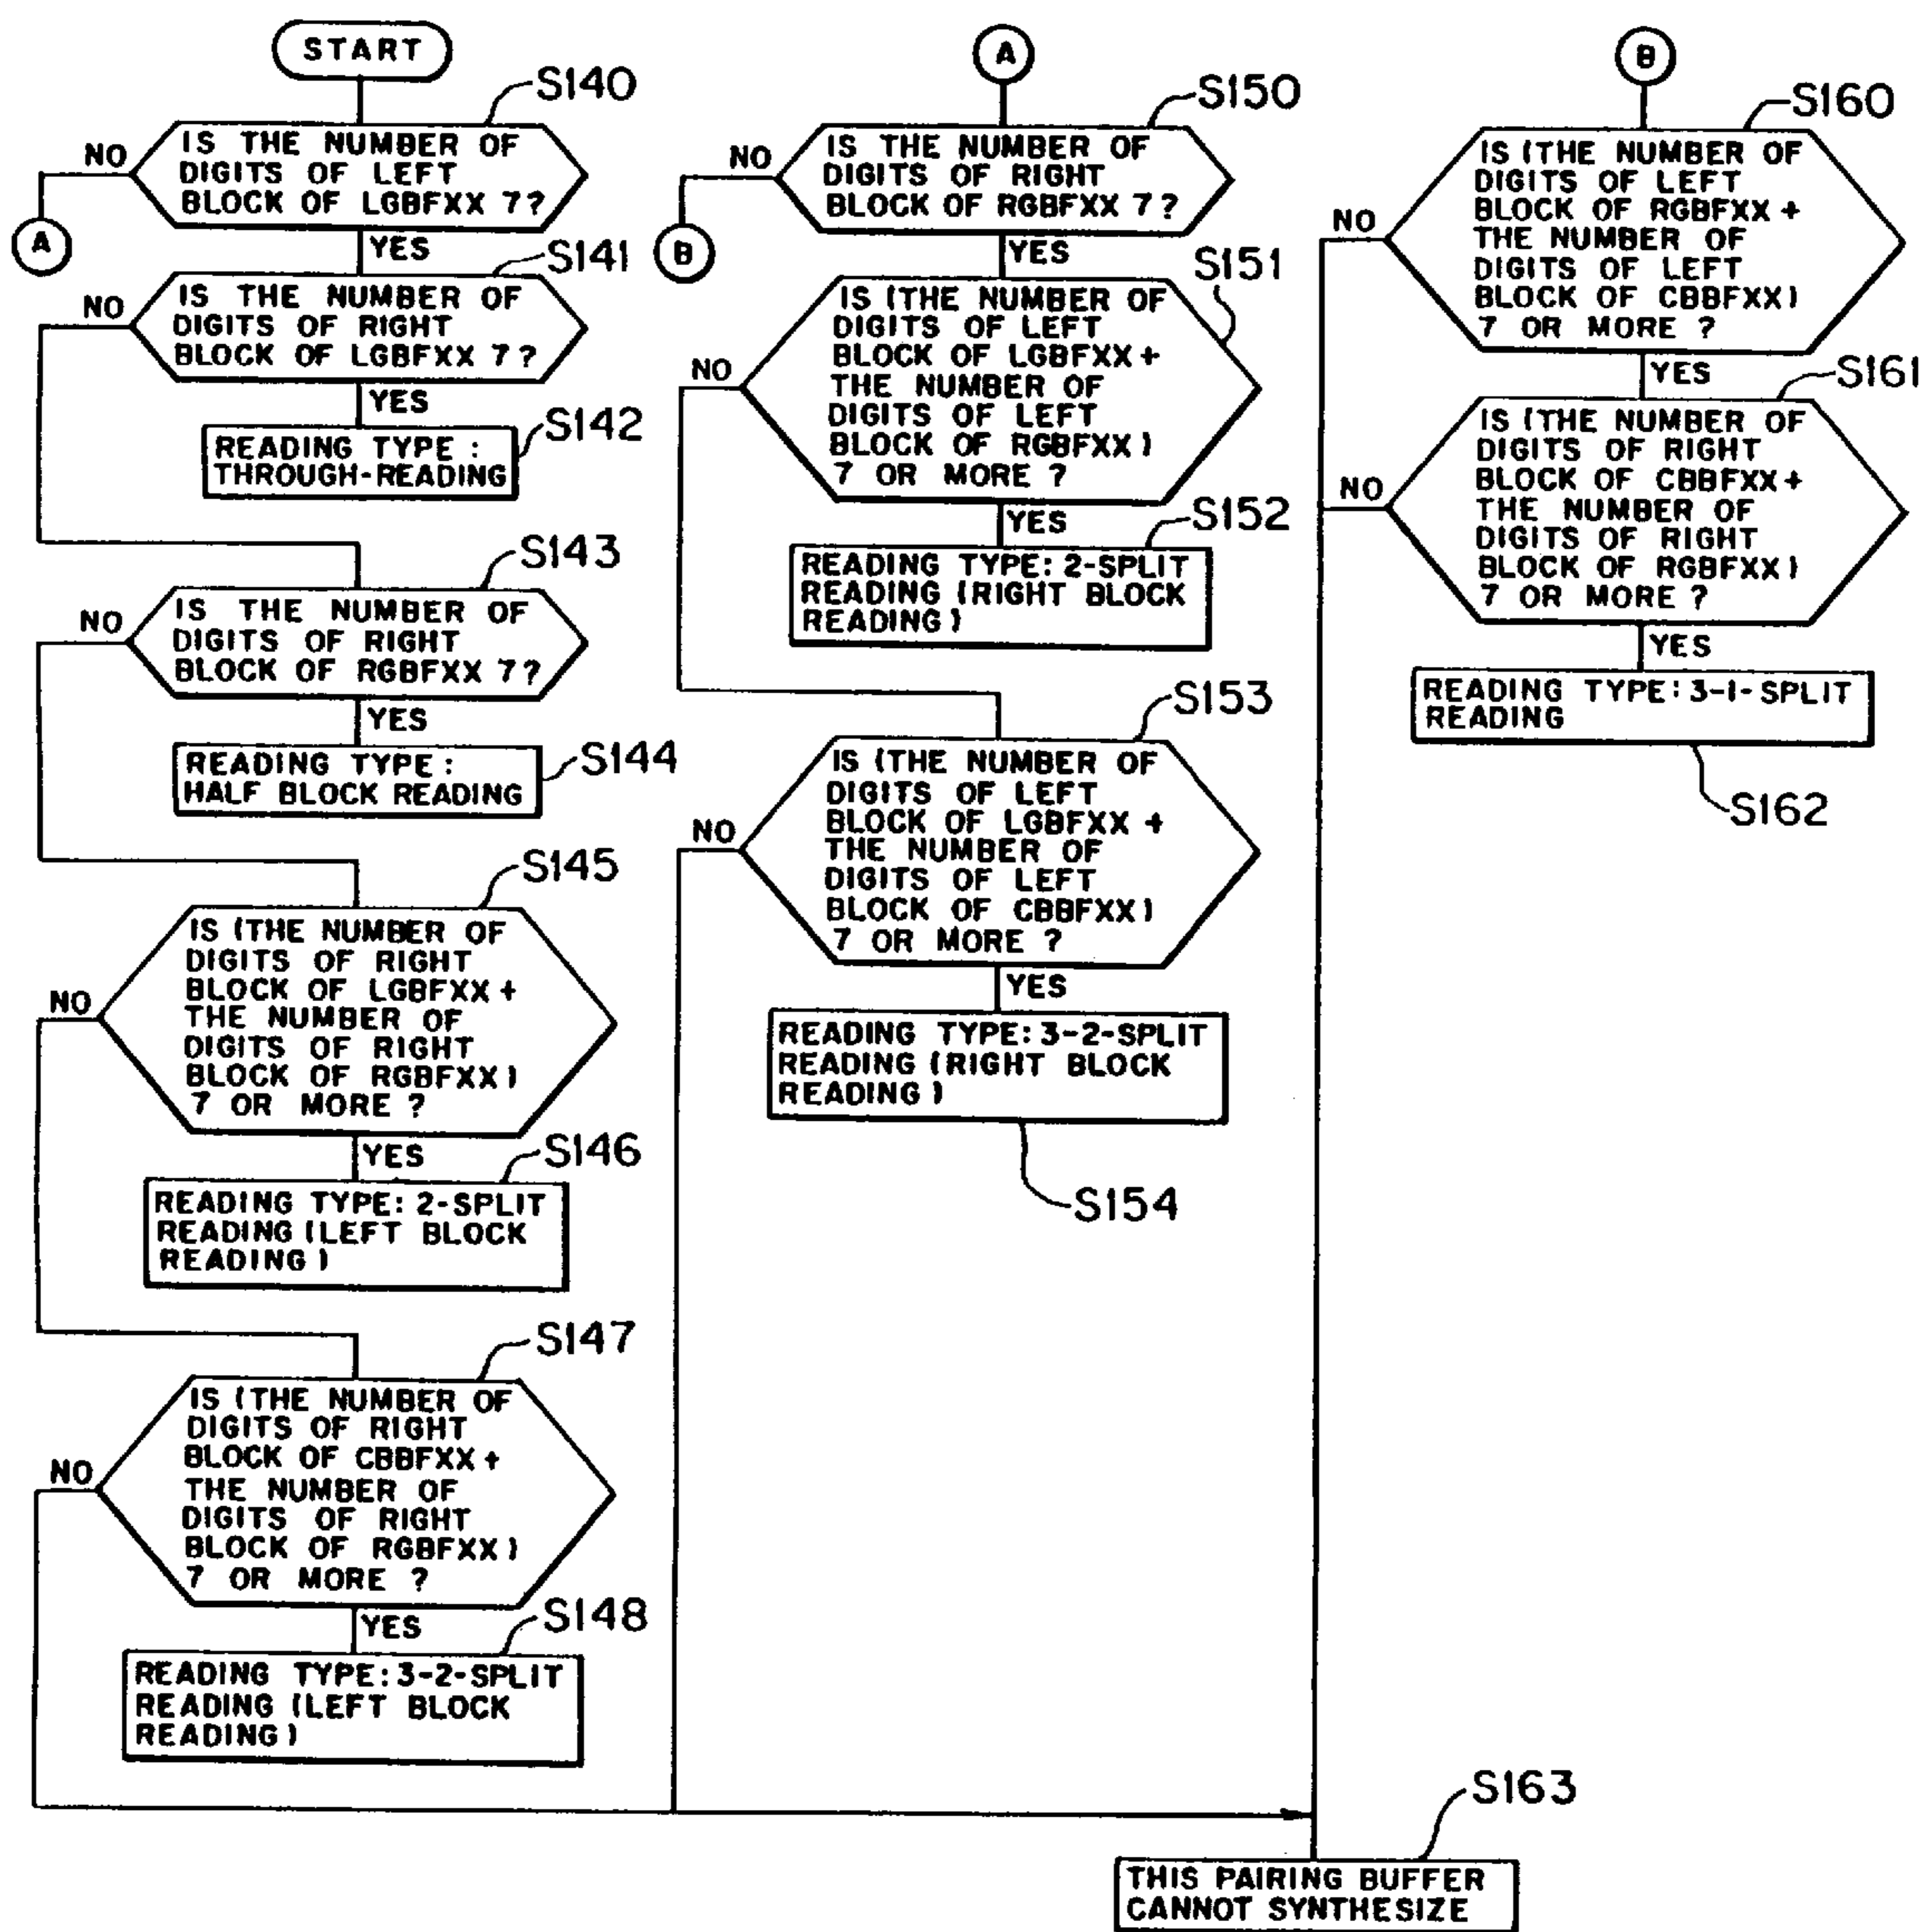 START
S140
IS THE NUMBER OF
DIGITS OF LEFT
BLOCK OF LGBFXX 7?
NO
A
YES
S141
IS THE NUMBER OF
DIGITS OF RIGHT
BLOCK OF LGBFXX 7?
NO
YES
S142
READING TYPE :
THROUGH-READING
S143
IS THE NUMBER OF
DIGITS OF RIGHT
BLOCK OF RGBFXX 7?
NO
YES
S144
READING TYPE :
HALF BLOCK READING
S145
IS (THE NUMBER OF
DIGITS OF RIGHT
BLOCK OF LGBFXX +
THE NUMBER OF
DIGITS OF RIGHT
BLOCK OF RGBFXX)
7 OR MORE ?
NO
YES
S146
READING TYPE: 2-SPLIT
READING (LEFT BLOCK
READING)
S147
IS (THE NUMBER OF
DIGITS OF RIGHT
BLOCK OF CBBFXX +
THE NUMBER OF
DIGITS OF RIGHT
BLOCK OF RGBFXX)
7 OR MORE ?
NO
YES
S148
READING TYPE: 3-2-SPLIT
READING (LEFT BLOCK
READING)
A
S150
IS THE NUMBER OF
DIGITS OF RIGHT
BLOCK OF RGBFXX 7?
NO
B
YES
S151
IS (THE NUMBER OF
DIGITS OF LEFT
BLOCK OF LGBFXX +
THE NUMBER OF
DIGITS OF LEFT
BLOCK OF RGBFXX)
7 OR MORE ?
NO
YES
S152
READING TYPE: 2-SPLIT
READING (RIGHT BLOCK
READING)
S153
IS (THE NUMBER OF
DIGITS OF LEFT
BLOCK OF LGBFXX +
THE NUMBER OF
DIGITS OF LEFT
BLOCK OF CBBFXX)
7 OR MORE ?
NO
YES
READING TYPE: 3-2-SPLIT
READING (RIGHT BLOCK
READING)
S154
B
S160
IS (THE NUMBER OF
DIGITS OF LEFT
BLOCK OF RGBFXX +
THE NUMBER OF
DIGITS OF LEFT
BLOCK OF CBBFXX)
7 OR MORE ?
NO
YES
S161
IS (THE NUMBER OF
DIGITS OF RIGHT
BLOCK OF CBBFXX +
THE NUMBER OF
DIGITS OF RIGHT
BLOCK OF RGBFXX)
7 OR MORE ?
NO
YES
READING TYPE: 3-1-SPLIT
READING
S162
S163
THIS PAIRING BUFFER
CANNOT SYNTHESIZE